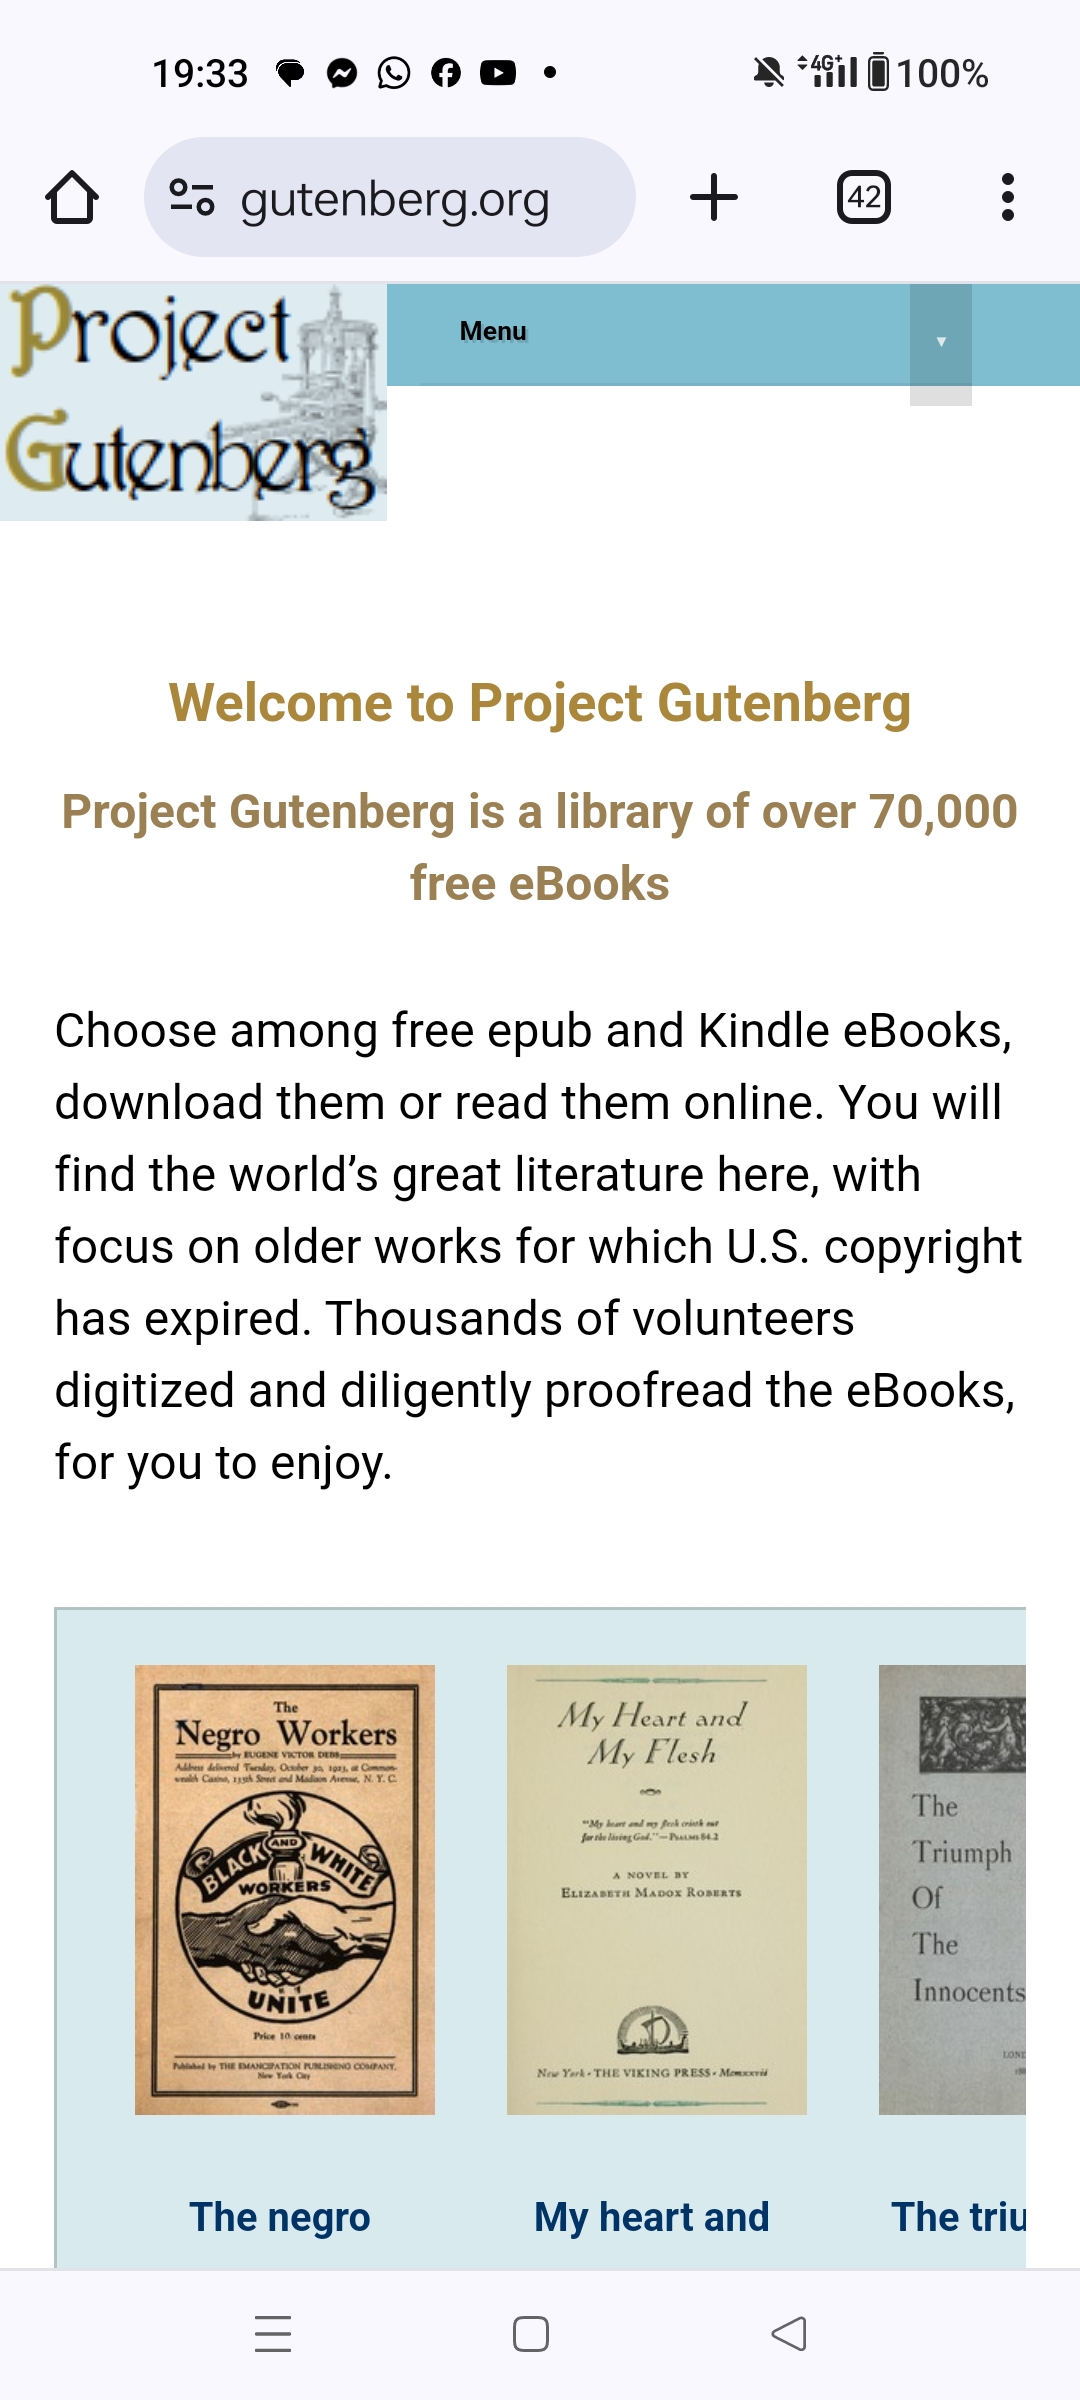 19:33
4G+
100%
gutenberg.org
42
Project
Gutenberg
Menu
Welcome to Project Gutenberg
Project Gutenberg is a library of over 70,000
free eBooks
Choose among free epub and Kindle eBooks,
download them or read them online. You will
find the world’s great literature here, with
focus on older works for which U.S. copyright
has expired. Thousands of volunteers
digitized and diligently proofread the eBooks,
for you to enjoy.
The
Negro Workers
by EUGENE VICTOR DEBS
Address delivered Tuesday, October 30, 1923, at Common-
wealth Casino, 135th Street and Madison Avenue, N. Y. C.
BLACK AND WHITE
WORKERS
UNITE
Price 10 cents
Published by THE EMANCIPATION PUBLISHING COMPANY,
New York City
My Heart and
My Flesh
"My heart and my flesh crieth out
for the living God."—PSALMS 84.2
A NOVEL BY
ELIZABETH MADOX ROBERTS
New York · THE VIKING PRESS · Mcmxxvii
The
Triumph
Of
The
Innocents
LOND
The negro
My heart and
The triu